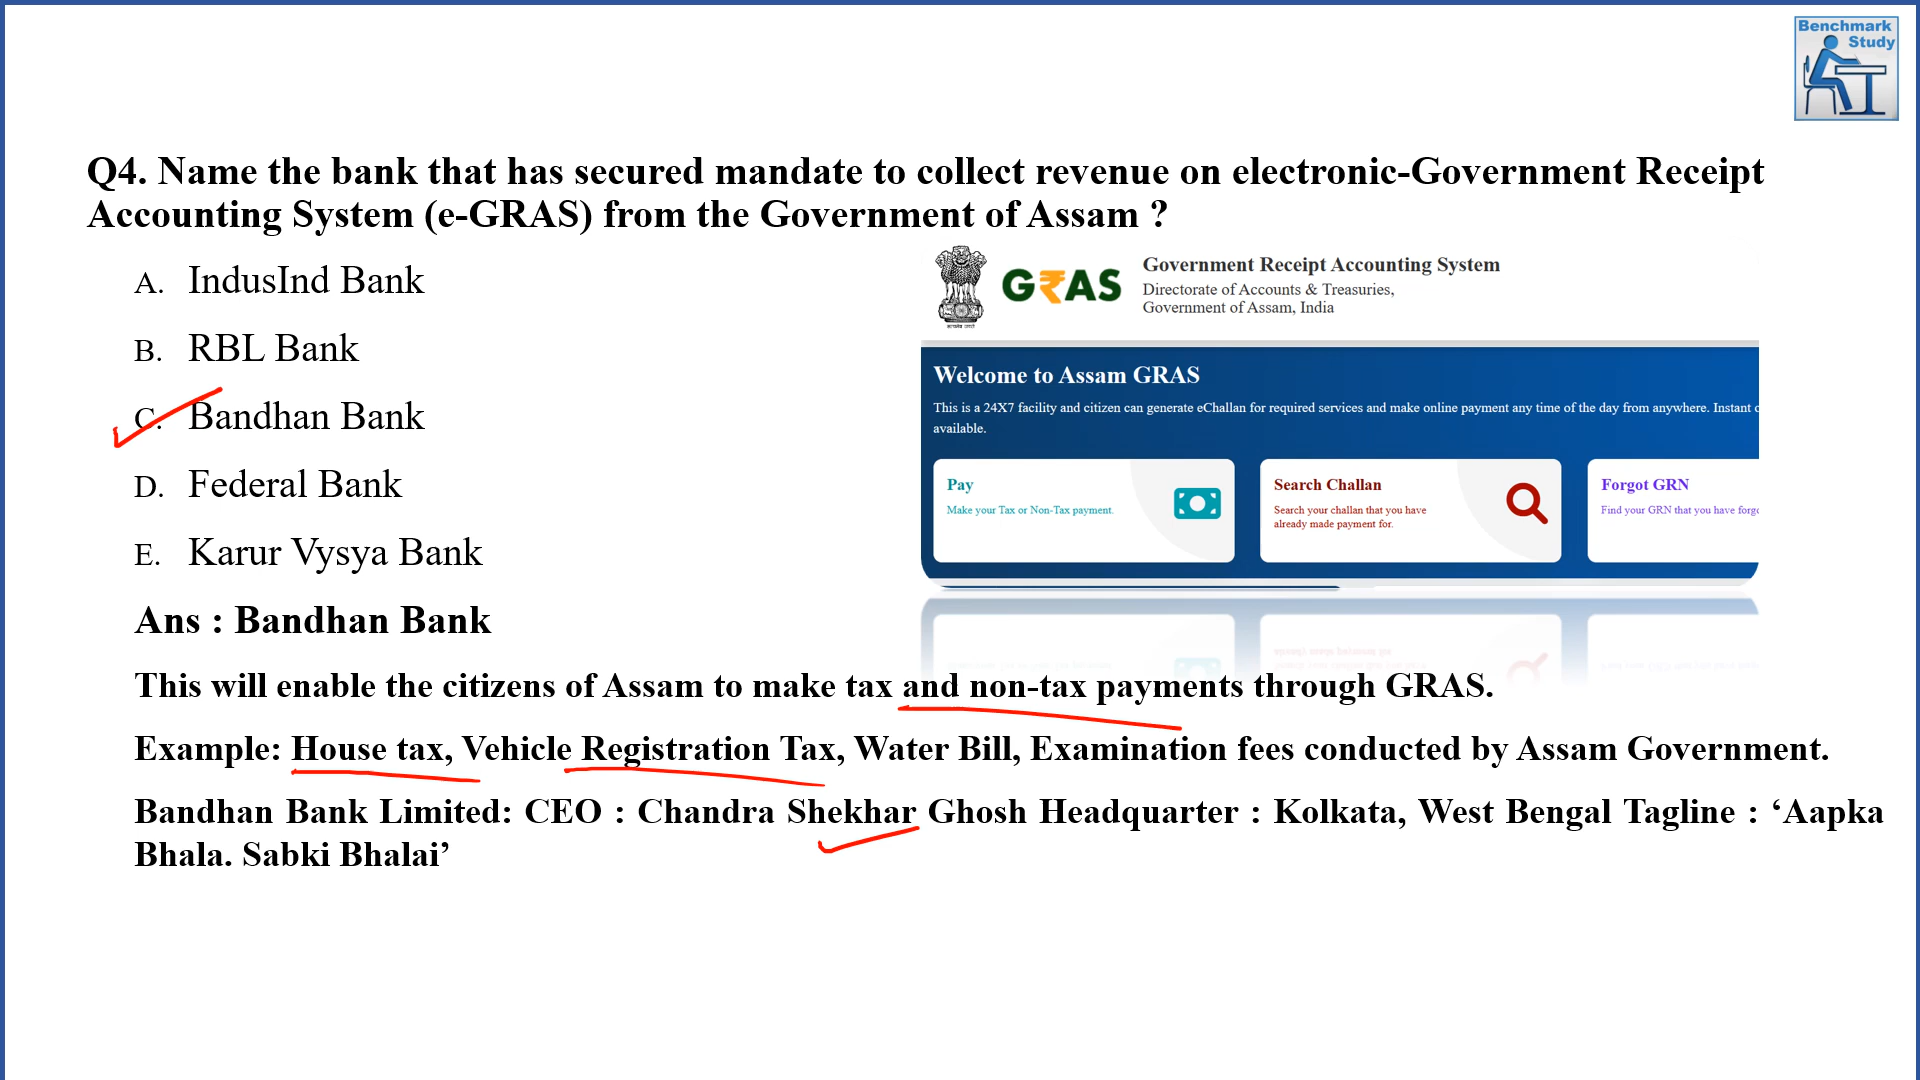 Benchmark
Study
Q4. Name the bank that has secured mandate to collect revenue on electronic-Government Receipt
Accounting System (e-GRAS) from the Government of Assam ?
A. IndusInd Bank
B. RBL Bank
C. Bandhan Bank
D. Federal Bank
E. Karur Vysya Bank
G₹AS
Government Receipt Accounting System
Directorate of Accounts & Treasuries,
Government of Assam, India
Welcome to Assam GRAS
This is a 24X7 facility and citizen can generate eChallan for required services and make online payment any time of the day from anywhere. Instant
available.
Pay
Make your Tax or Non-Tax payment.
Search Challan
Search your challan that you have
already made payment for.
Forgot GRN
Find your GRN that you have
Ans : Bandhan Bank
This will enable the citizens of Assam to make tax and non-tax payments through GRAS.
Example: House tax, Vehicle Registration Tax, Water Bill, Examination fees conducted by Assam Government.
Bandhan Bank Limited: CEO : Chandra Shekhar Ghosh Headquarter : Kolkata, West Bengal Tagline : ‘Aapka
Bhala. Sabki Bhalai’